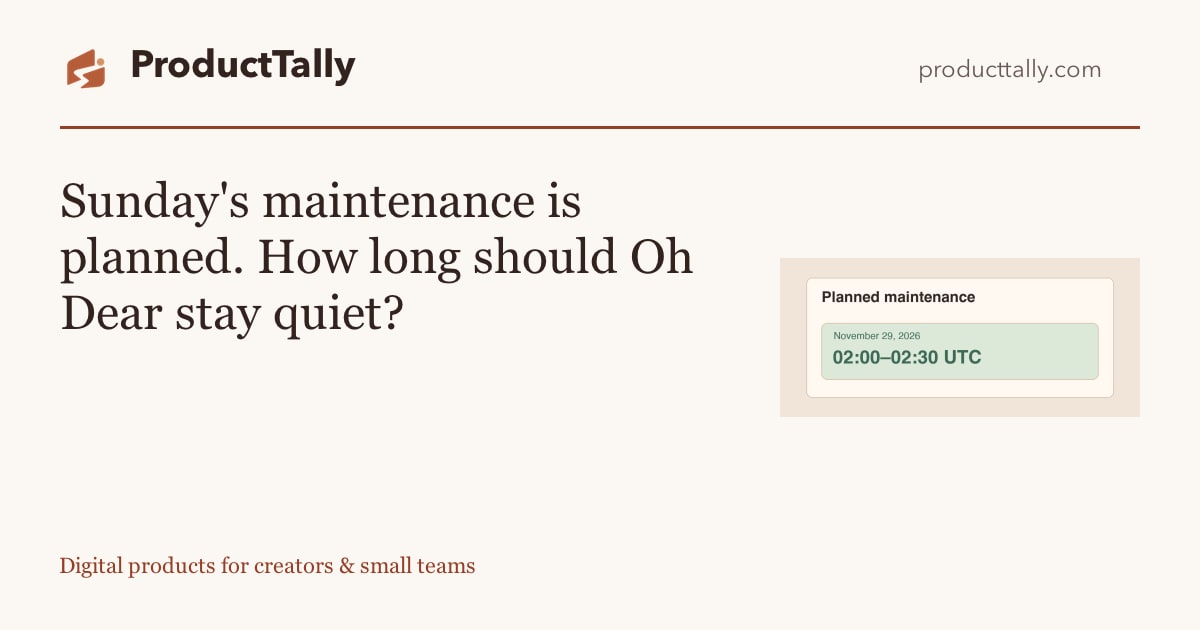 ProductTally
producttally.com
Sunday's maintenance is
planned. How long should Oh
Dear stay quiet?
Planned maintenance
November 29, 2026
02:00–02:30 UTC
Digital products for creators & small teams